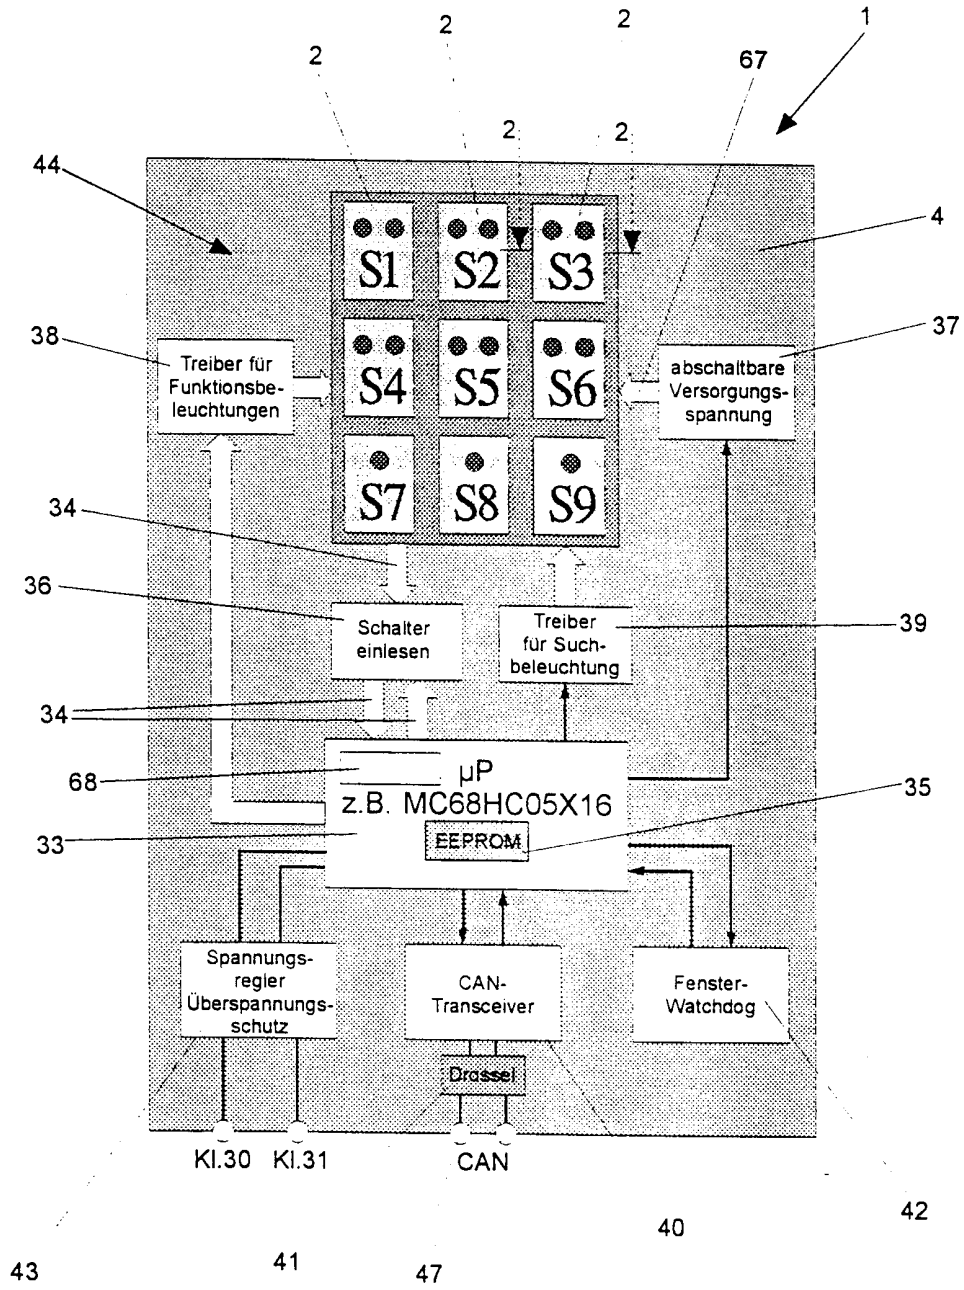 1
2
2
2
67
2
2
44
4
S1
S2
S3
38
37
Treiber für
Funktionsbe-
leuchtungen
S4
S5
S6
abschaltbare
Versorgungs-
spannung
S7
S8
S9
34
36
Schalter
einlesen
Treiber
für Such-
beleuchtung
39
34
68
µP
z.B. MC68HC05X16
35
33
EEPROM
Spannungs-
regler
Überspannungs-
schutz
CAN-
Transceiver
Fenster-
Watchdog
Drossel
Kl.30
Kl.31
CAN
42
40
43
41
47